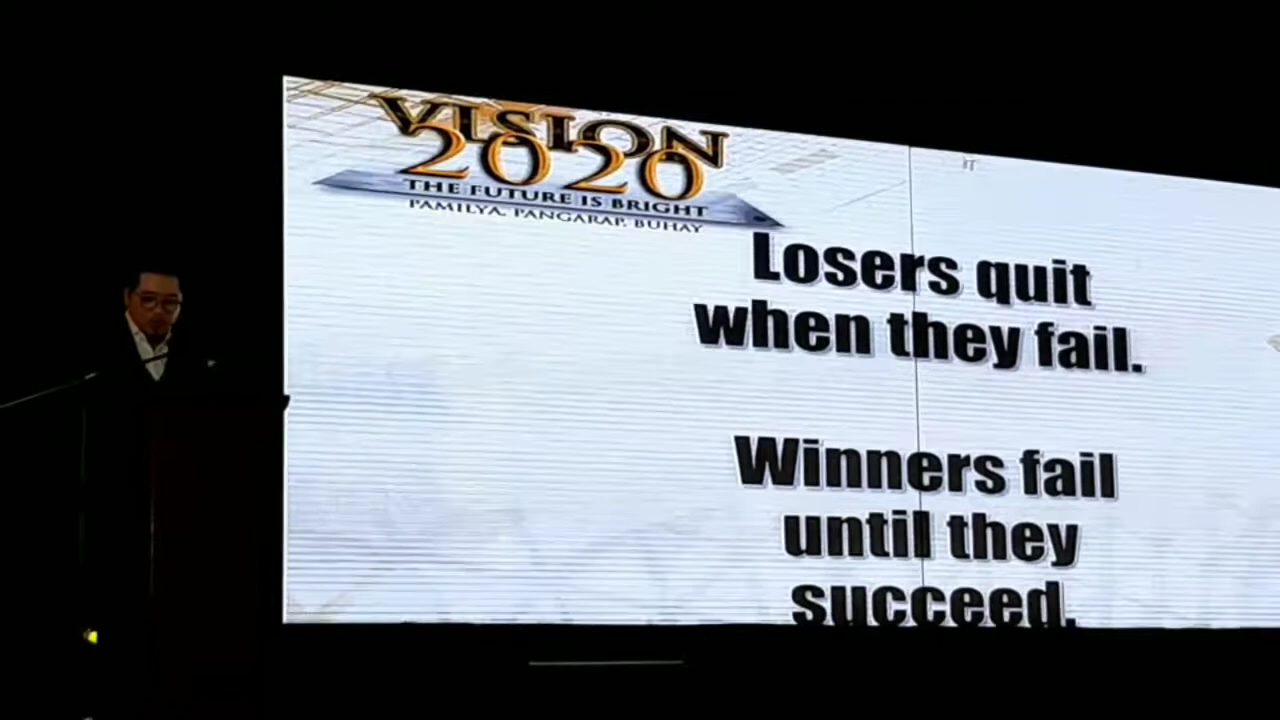 VISION
2020
THE FUTURE IS BRIGHT
PAMILYA, PANGARAP, BUHAY
Losers quit
when they fail.
Winners fail
until they
succeed.